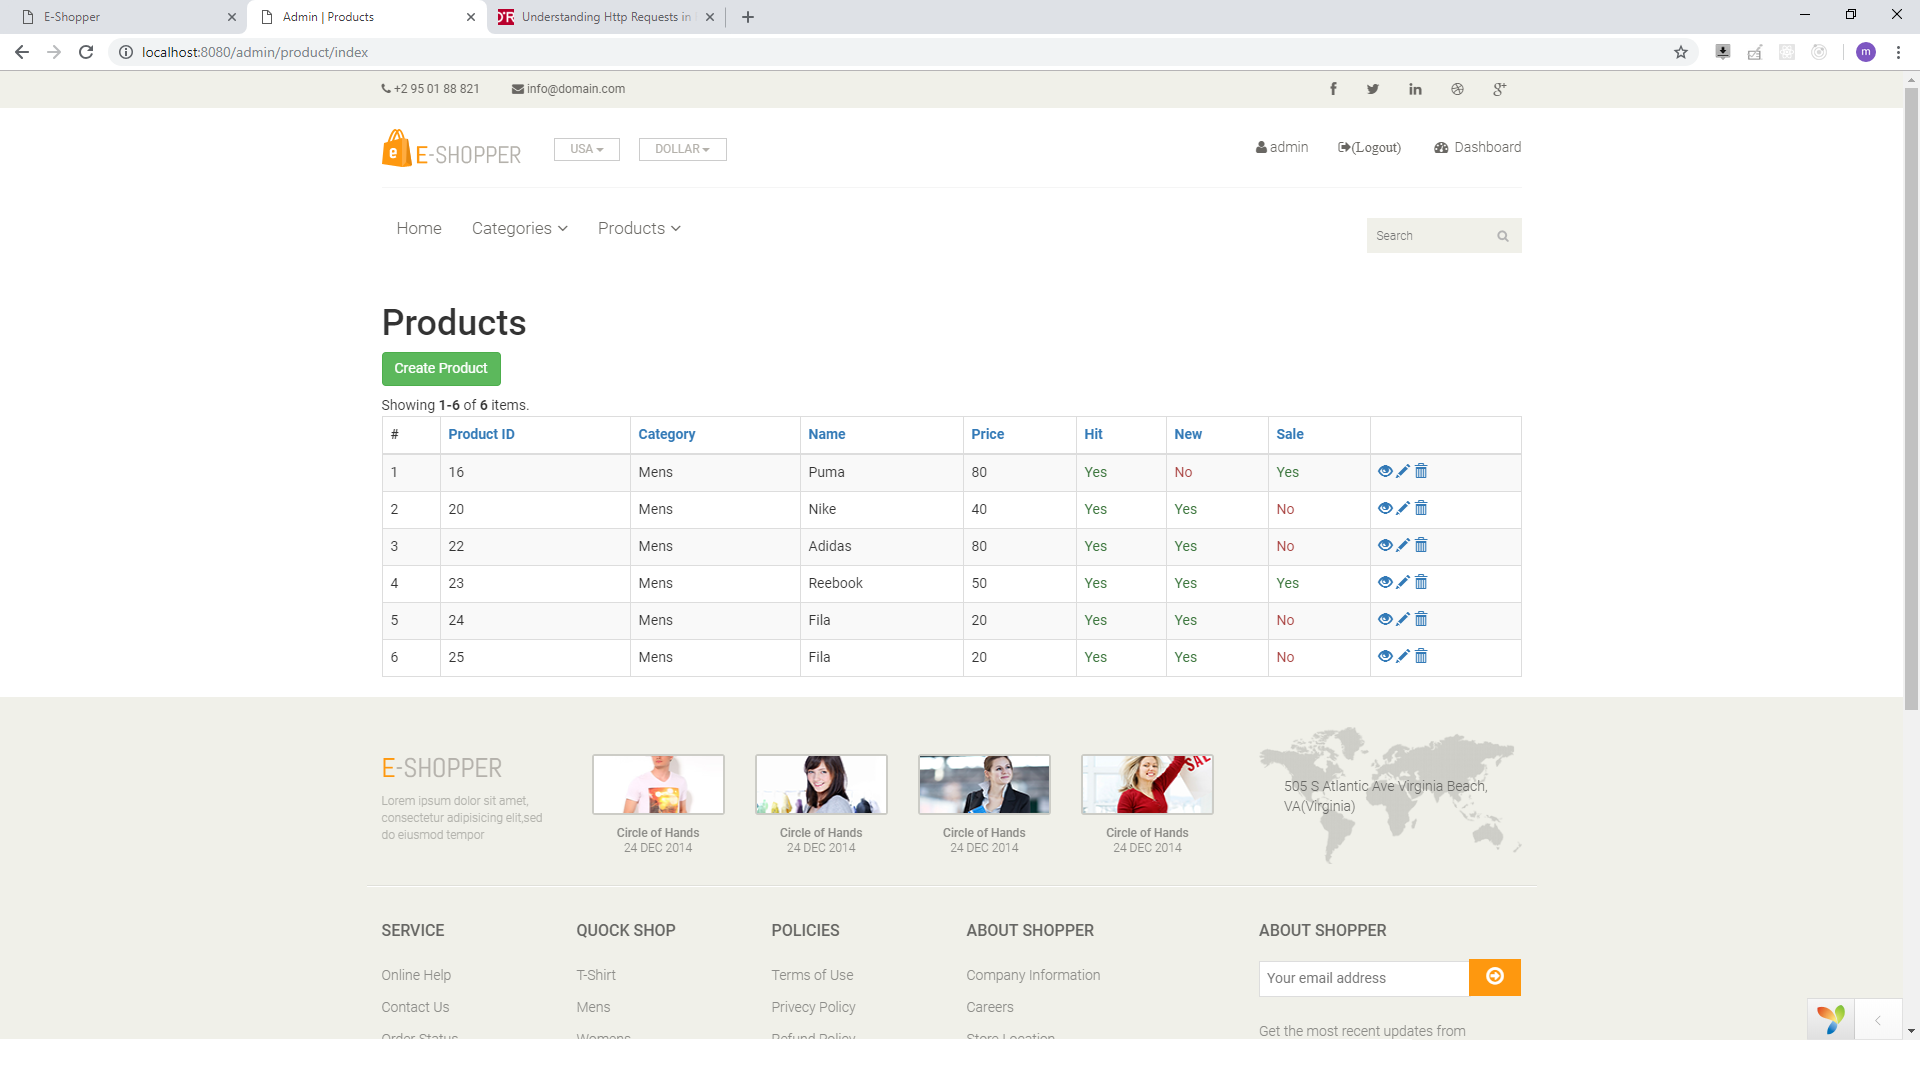 E-Shopper
Admin | Products
Understanding Http Requests in
localhost:8080/admin/product/index
m
+2 95 01 88 821
info@domain.com
E-SHOPPER
USA
DOLLAR
admin
(Logout)
Dashboard
Home
Categories
Products
Search
Products
Create Product
Showing 1-6 of 6 items.
# Product ID Category Name Price Hit New Sale
1 16 Mens Puma 80 Yes No Yes
2 20 Mens Nike 40 Yes Yes No
3 22 Mens Adidas 80 Yes Yes No
4 23 Mens Reebook 50 Yes Yes Yes
5 24 Mens Fila 20 Yes Yes No
6 25 Mens Fila 20 Yes Yes No
E-SHOPPER
Lorem ipsum dolor sit amet,
consectetur adipisicing elit,sed
do eiusmod tempor
Circle of Hands
24 DEC 2014
Circle of Hands
24 DEC 2014
Circle of Hands
24 DEC 2014
SALE
Circle of Hands
24 DEC 2014
505 S Atlantic Ave Virginia Beach,
VA(Virginia)
SERVICE
Online Help
Contact Us
Order Status
QUOCK SHOP
T-Shirt
Mens
Womens
POLICIES
Terms of Use
Privecy Policy
Refund Policy
ABOUT SHOPPER
Company Information
Careers
Store Location
ABOUT SHOPPER
Your email address
Get the most recent updates from